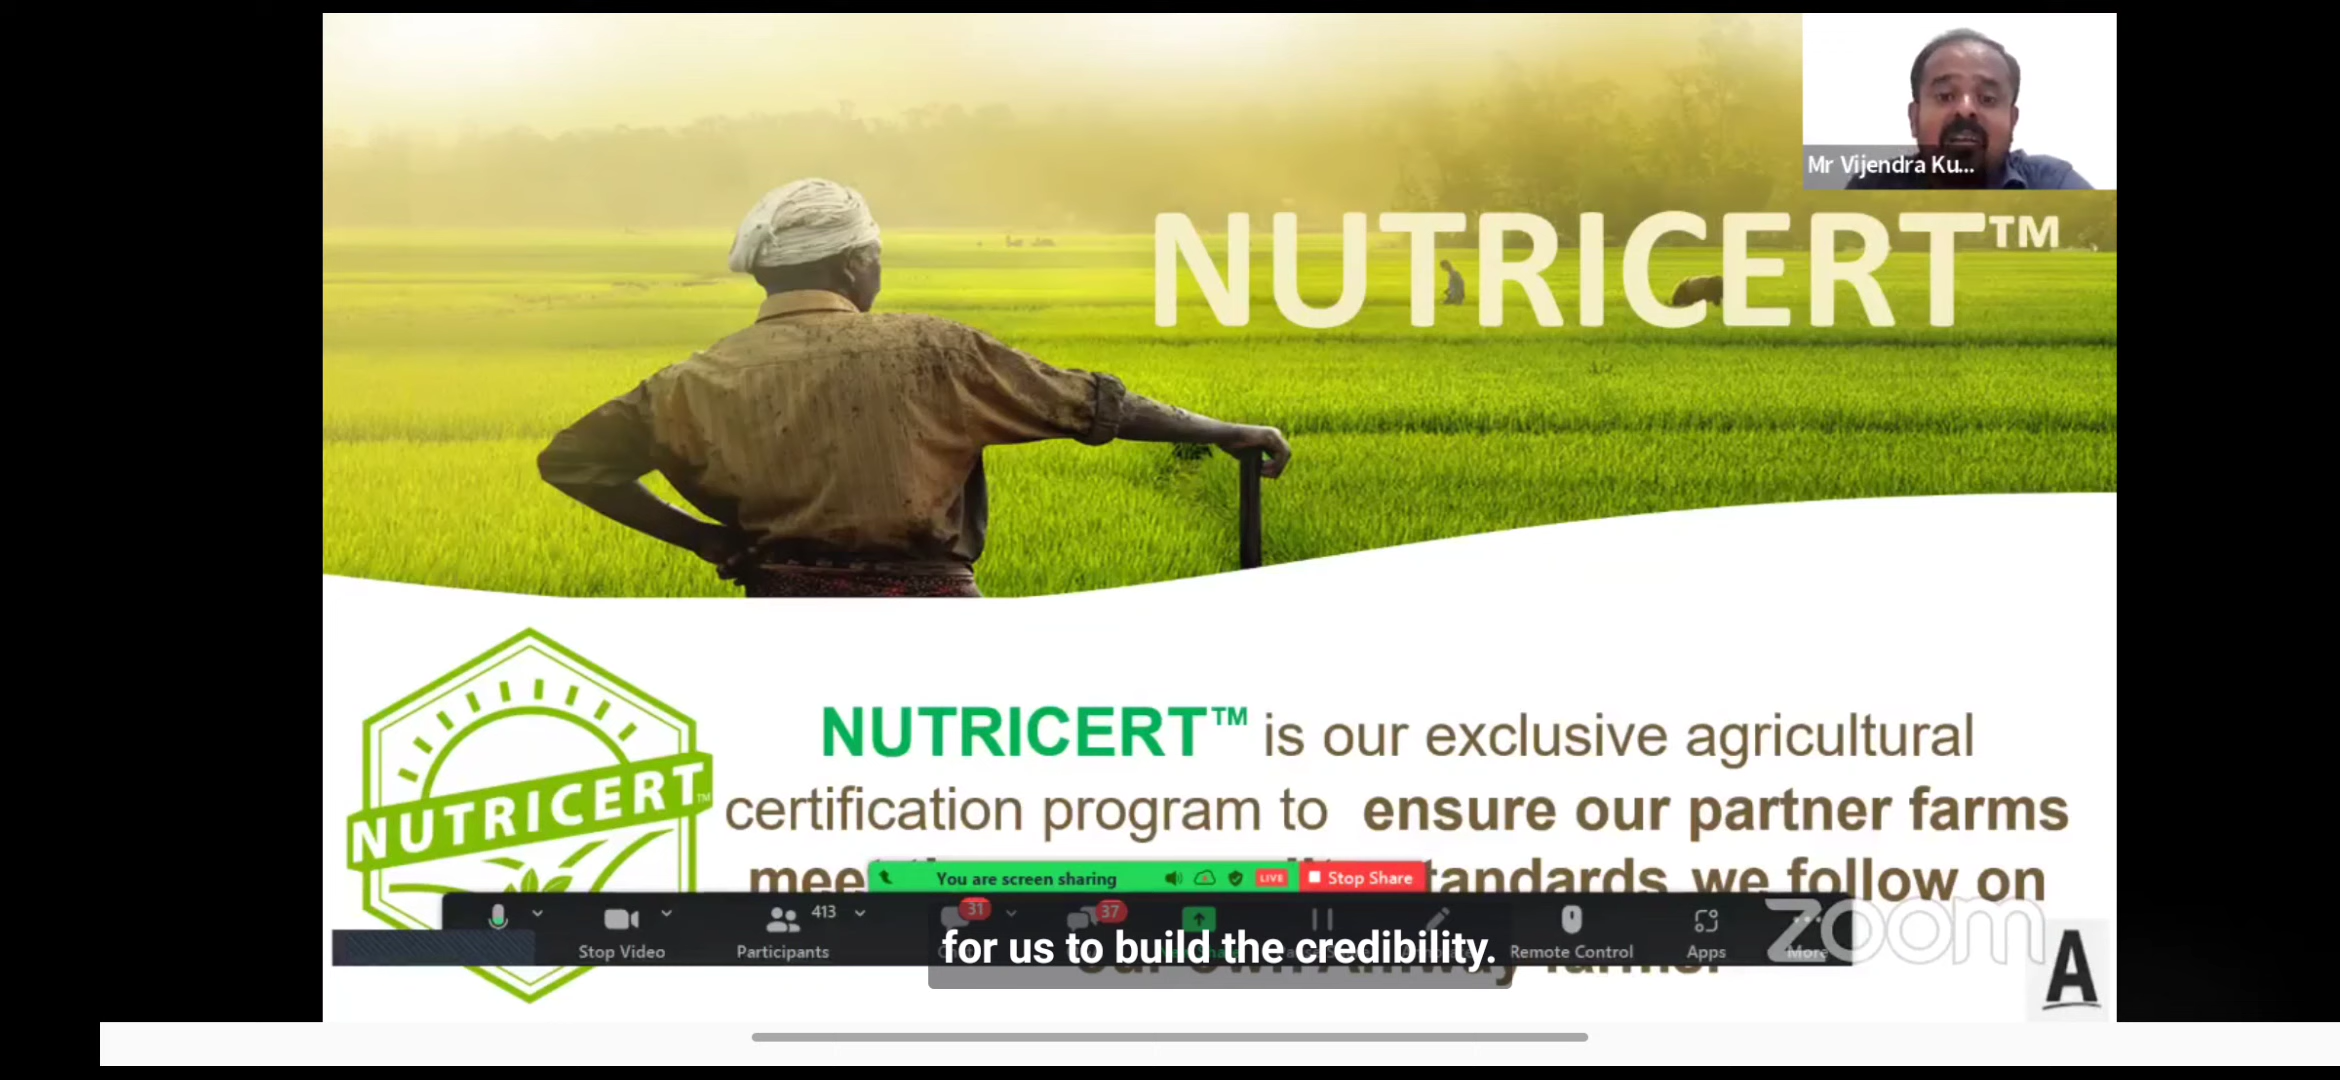 Mr Vijendra Ku...
NUTRICERT™
NUTRICERT™
NUTRICERT™ is our exclusive agricultural
certification program to ensure our partner farms
standards we follow on
You are screen sharing
LIVE
Stop Share
413
31
37
Stop Video
Participants
Remote Control
Apps
More
zoom
for us to build the credibility.
A